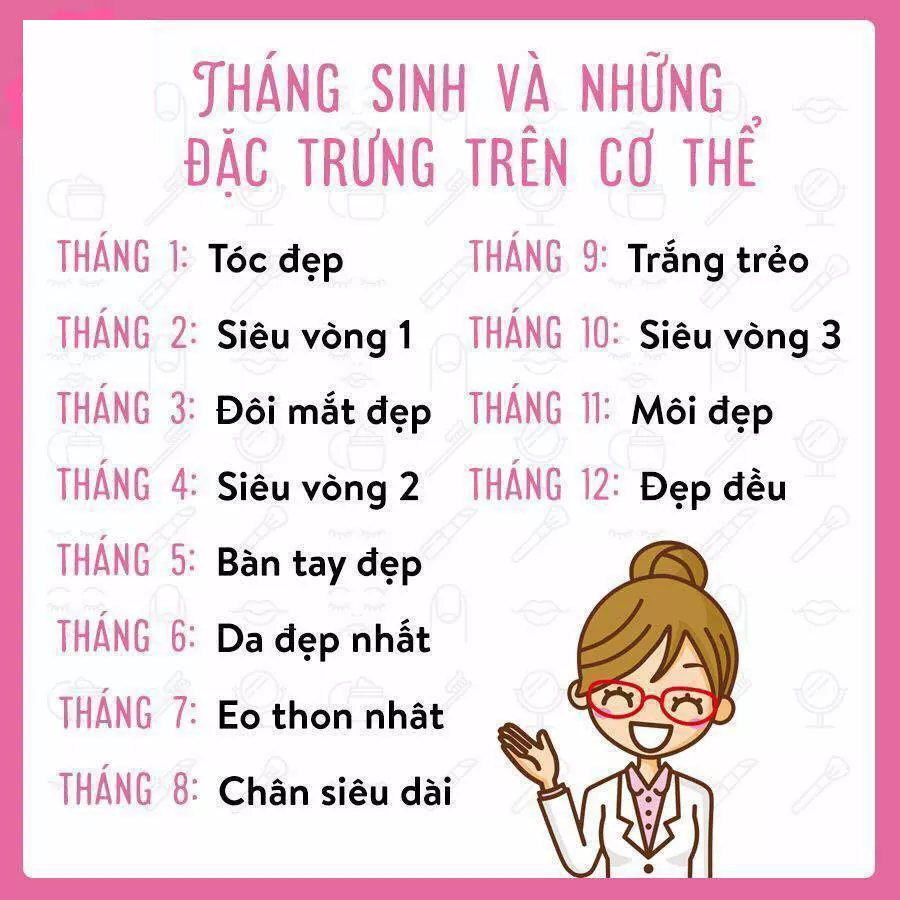 THÁNG SINH VÀ NHỮNG
ĐẶC TRƯNG TRÊN CƠ THỂ
THÁNG 1: Tóc đẹp
THÁNG 2: Siêu vòng 1
THÁNG 3: Đôi mắt đẹp
THÁNG 4: Siêu vòng 2
THÁNG 5: Bàn tay đẹp
THÁNG 6: Da đẹp nhất
THÁNG 7: Eo thon nhât
THÁNG 8: Chân siêu dài
THÁNG 9: Trắng trẻo
THÁNG 10: Siêu vòng 3
THÁNG 11: Môi đẹp
THÁNG 12: Đẹp đều